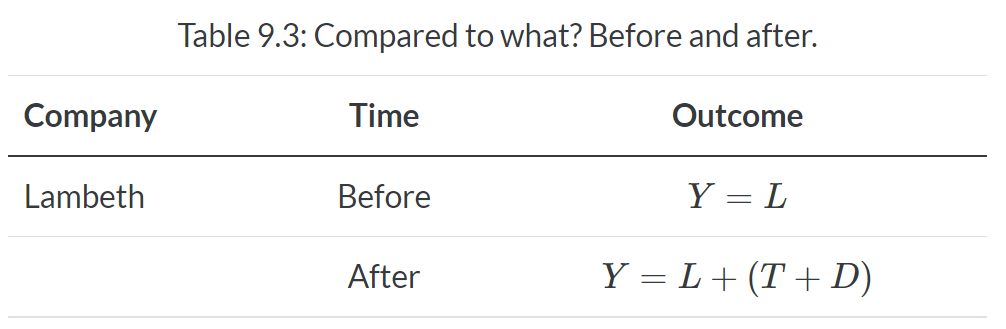 Table 9.3: Compared to what? Before and after.
Company Time Outcome
Lambeth Before Y = L
After Y = L + (T + D)